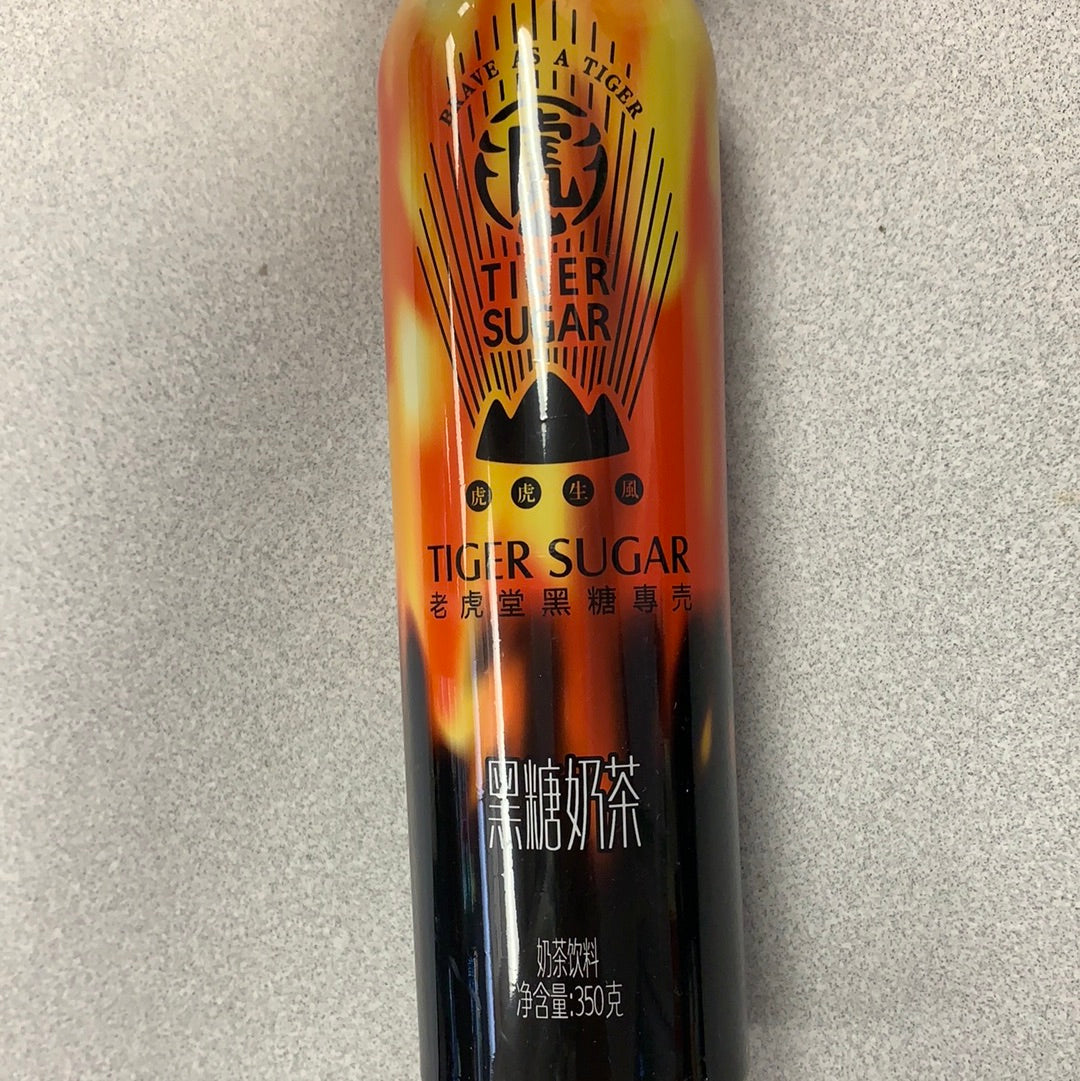 BRAVE AS A TIGER
虎
TIGER
SUGAR
虎虎生風
TIGER SUGAR
老虎堂黑糖專売
黑糖奶茶
奶茶饮料
净含量:350克